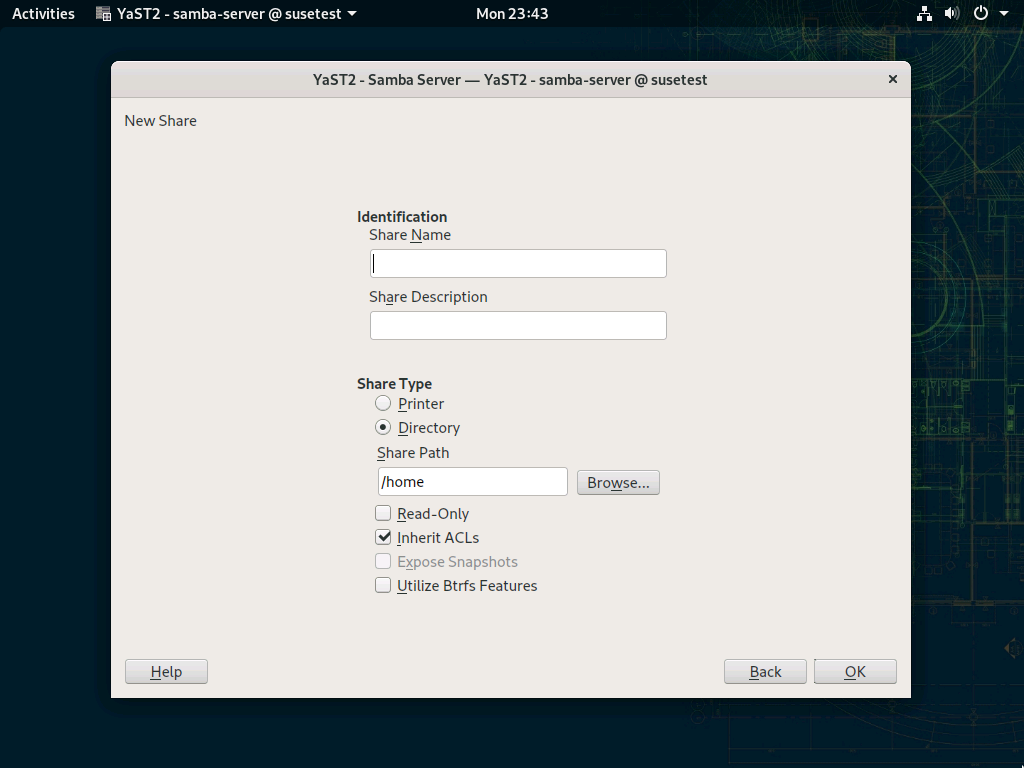 Activities YaST2 - samba-server @ susetest Mon 23:43
YaST2 - Samba Server — YaST2 - samba-server @ susetest ×
New Share
Identification
Share Name
Share Description
Share Type
Printer
Directory
Share Path
/home Browse...
Read-Only
Inherit ACLs
Expose Snapshots
Utilize Btrfs Features
Help Back OK